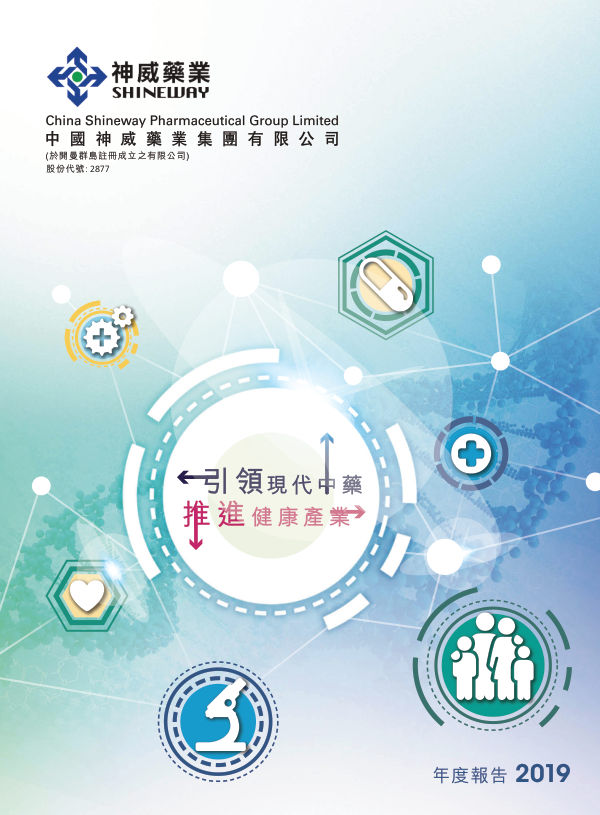 神威藥業
SHINEWAY
China Shineway Pharmaceutical Group Limited
中國神威藥業集團有限公司
(於開曼群島註冊成立之有限公司)
股份代號: 2877
引領現代中藥
推進健康產業
年度報告 2019